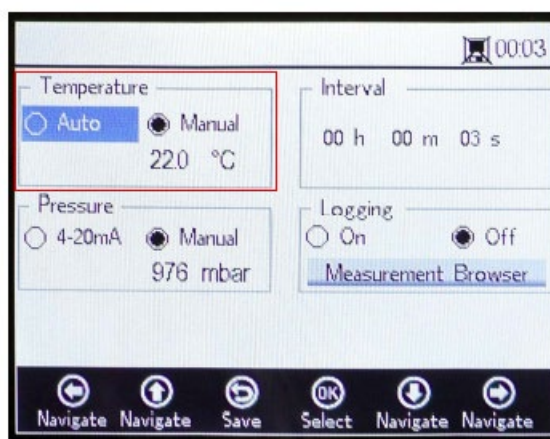 00:03
Temperature
Auto Manual
22.0 °C
Interval
00 h 00 m 03 s
Pressure
4-20mA Manual
976 mbar
Logging
On Off
Measurement Browser
OK
Navigate Navigate Save Select Navigate Navigate